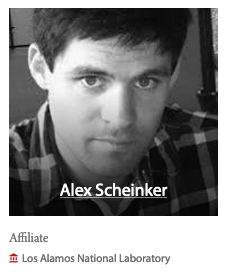 Alex Scheinker
Affiliate
Los Alamos National Laboratory